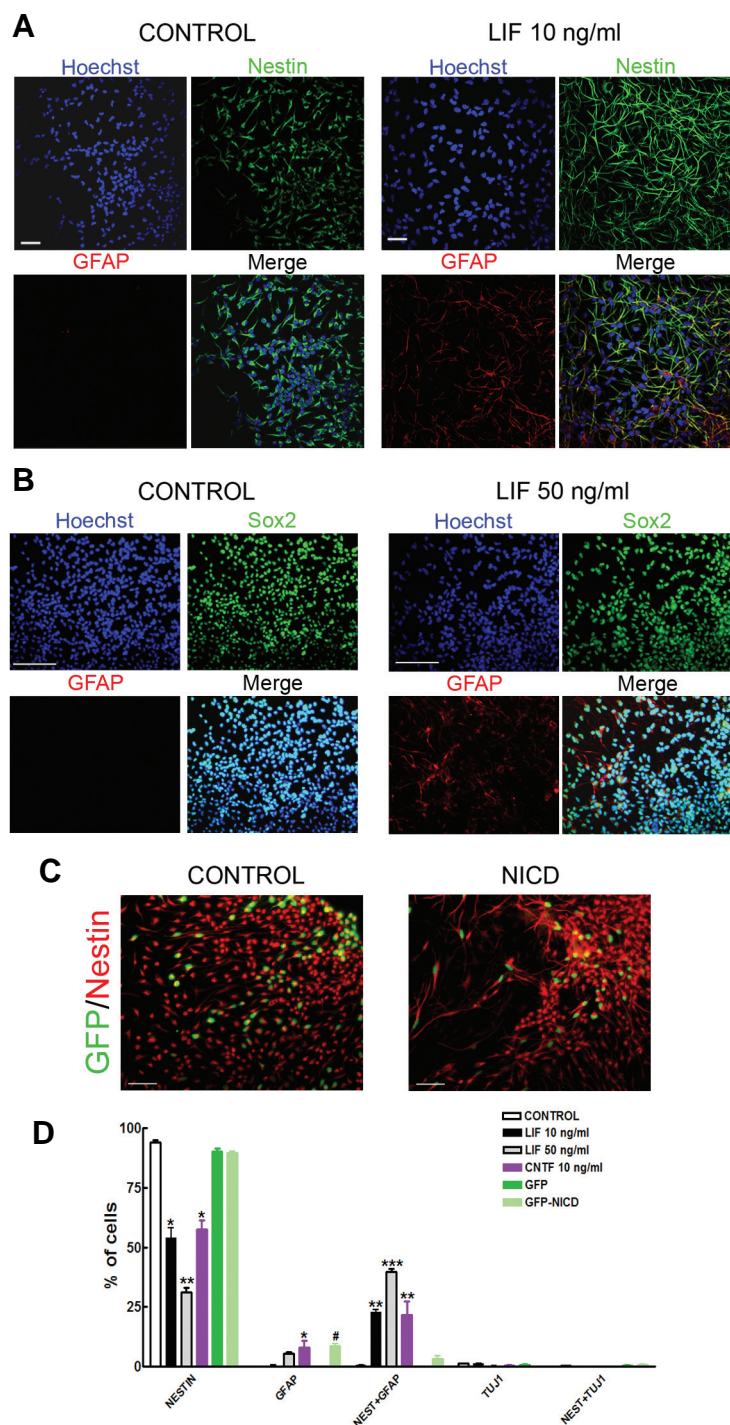 A
CONTROL
LIF 10 ng/ml
Hoechst
Nestin
Hoechst
Nestin
GFAP
Merge
GFAP
Merge
B
CONTROL
LIF 50 ng/ml
Hoechst
Sox2
Hoechst
Sox2
GFAP
Merge
GFAP
Merge
C
CONTROL
NICD
GFP/Nestin
D
CONTROL
LIF 10 ng/ml
LIF 50 ng/ml
CNTF 10 ng/ml
GFP
GFP-NICD
% of cells
100
75
50
25
0
*
**
*
*
#
**
***
**
NESTIN
GFAP
NEST+GFAP
TUJ1
NEST+TUJ1